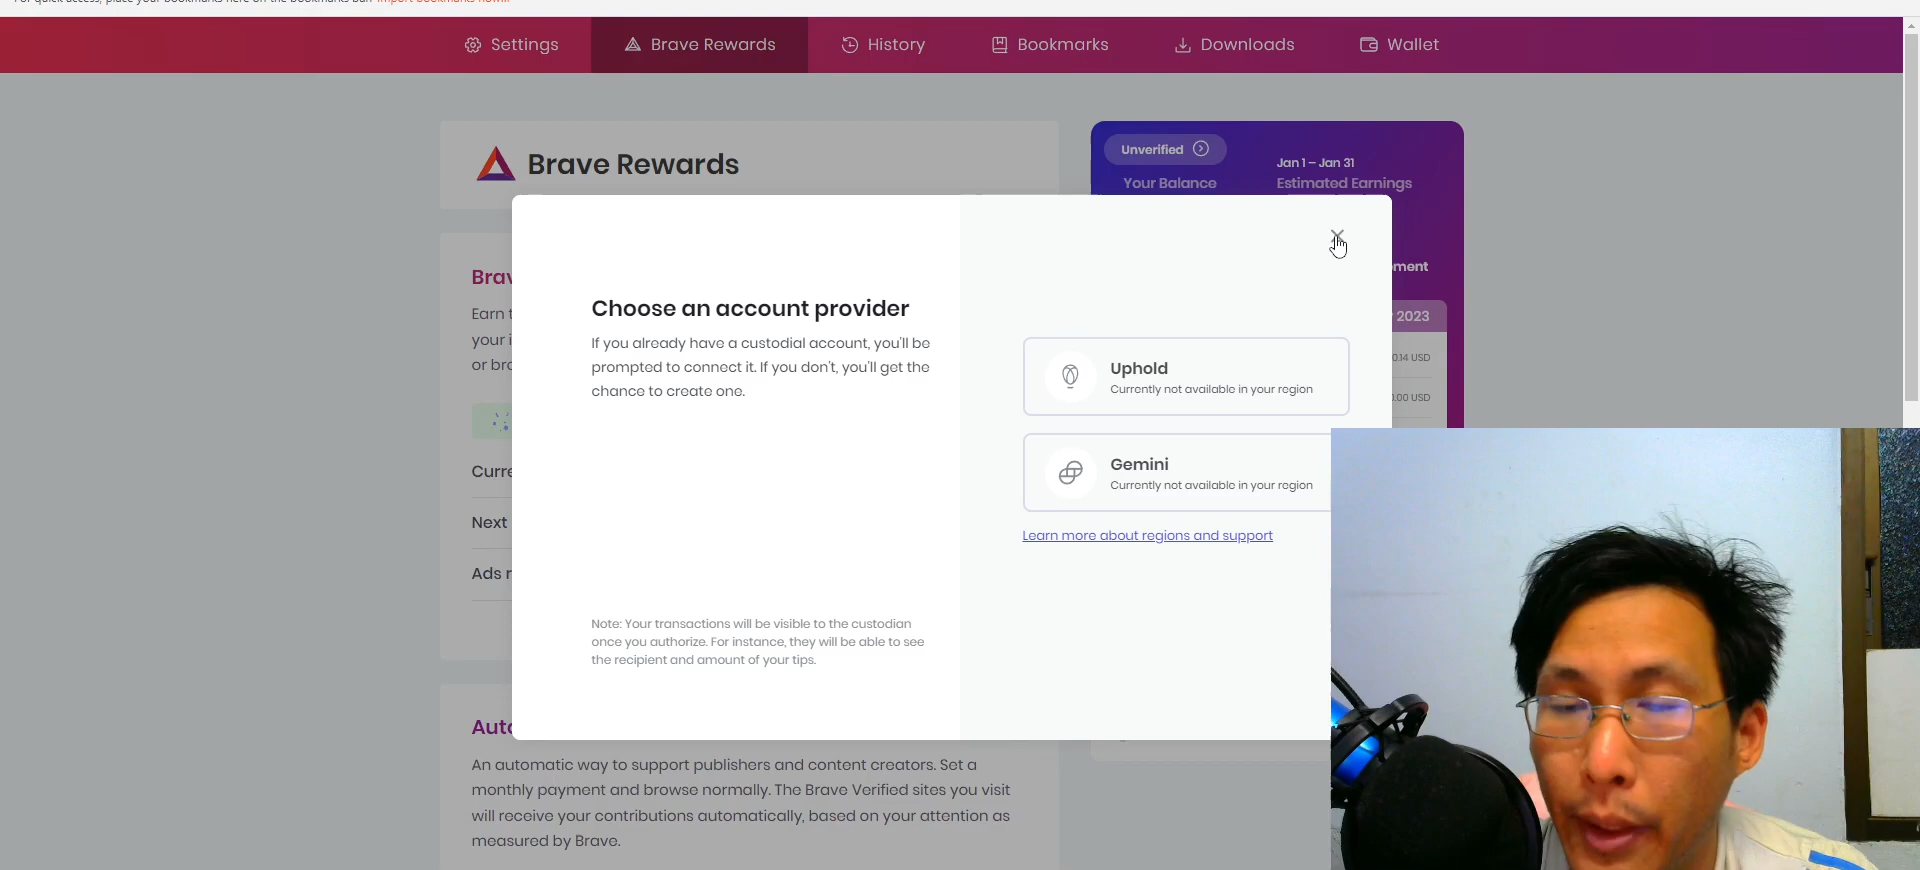 Import bookmarks now...
Settings
Brave Rewards
History
Bookmarks
Downloads
Wallet
Brave Rewards
Unverified
Your Balance
Jan 1 – Jan 31
Estimated Earnings
Brav
Earn t
your i
or bro
Curre
Next
Ads r
Choose an account provider
If you already have a custodial account, you'll be
prompted to connect it. If you don't, you'll get the
chance to create one.
Note: Your transactions will be visible to the custodian
once you authorize. For instance, they will be able to see
the recipient and amount of your tips.
Uphold
Currently not available in your region
Gemini
Currently not available in your region
Learn more about regions and support
ment
2023
0.14 USD
0.00 USD
Auto
An automatic way to support publishers and content creators. Set a
monthly payment and browse normally. The Brave Verified sites you visit
will receive your contributions automatically, based on your attention as
measured by Brave.